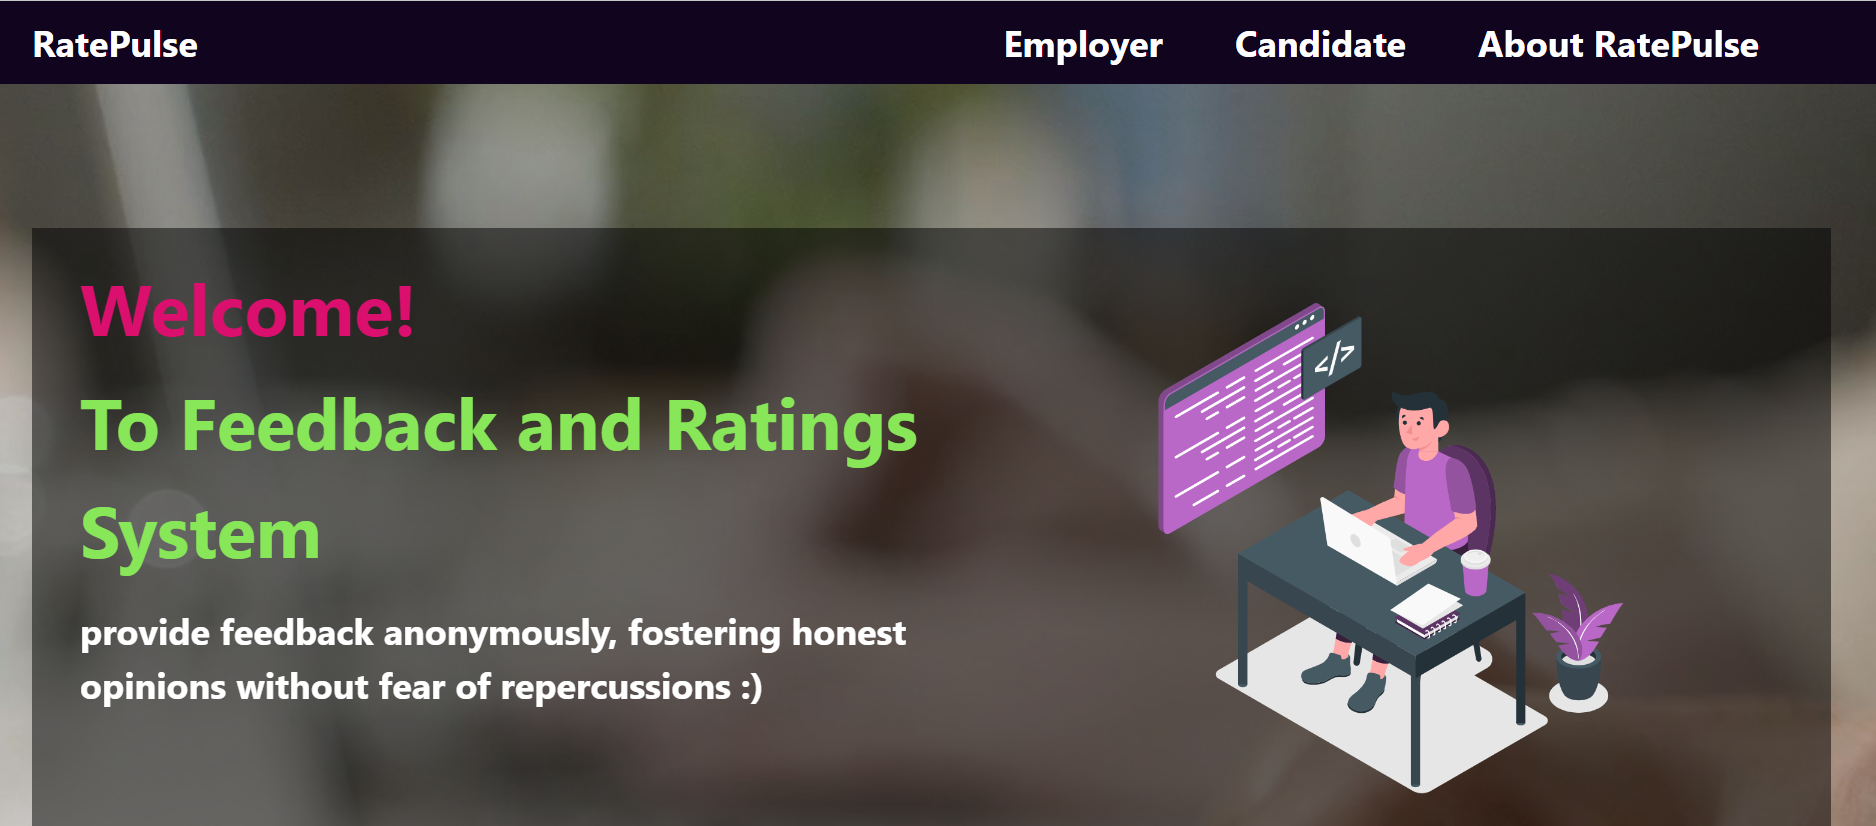 RatePulse
Employer Candidate About RatePulse
Welcome!
To Feedback and Ratings
System
provide feedback anonymously, fostering honest
opinions without fear of repercussions :)
</>